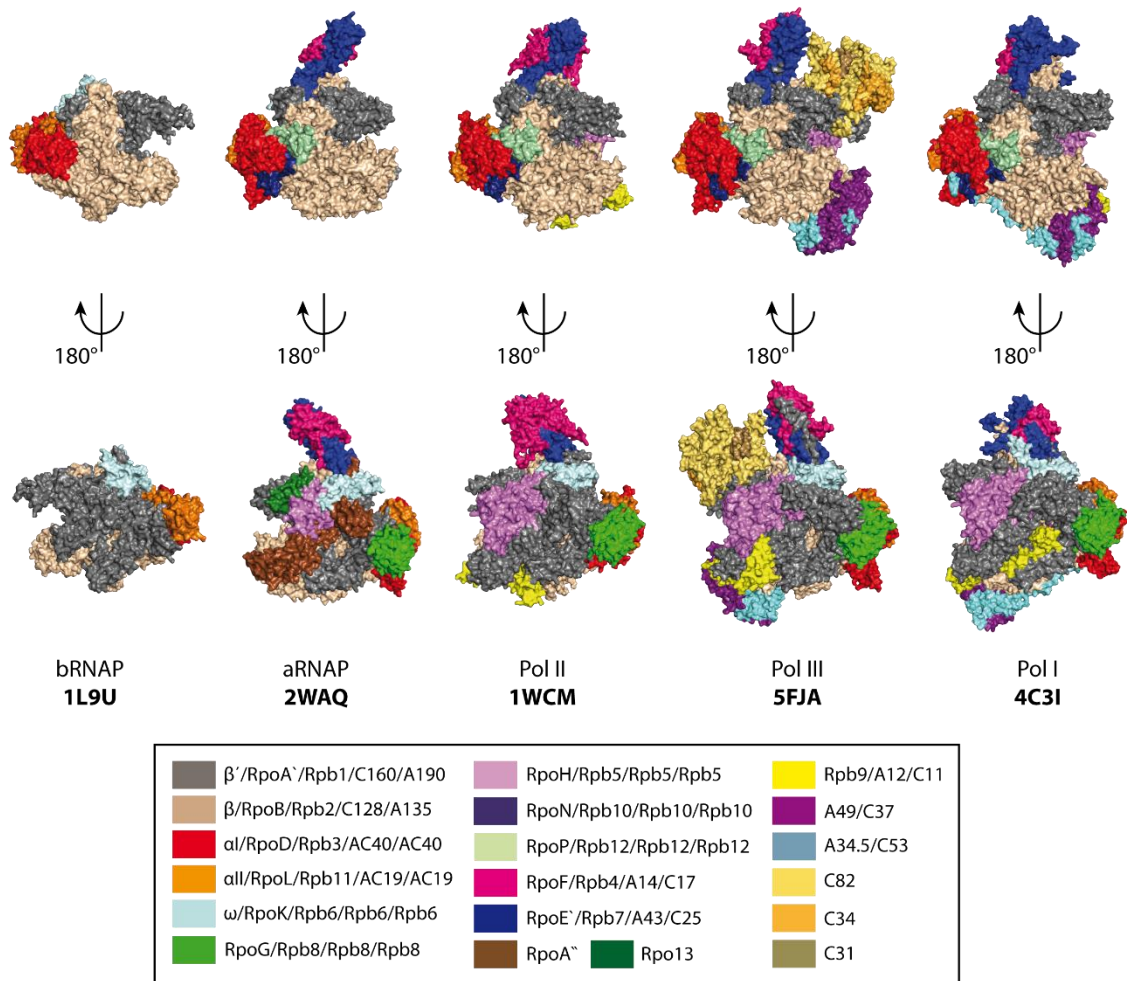 180°
180°
180°
180°
180°
bRNAP
1L9U
aRNAP
2WAQ
Pol II
1WCM
Pol III
5FJA
Pol I
4C3I
β´/RpoA`/Rpb1/C160/A190
β/RpoB/Rpb2/C128/A135
αI/RpoD/Rpb3/AC40/AC40
αII/RpoL/Rpb11/AC19/AC19
ω/RpoK/Rpb6/Rpb6/Rpb6
RpoG/Rpb8/Rpb8/Rpb8
RpoH/Rpb5/Rpb5/Rpb5
RpoN/Rpb10/Rpb10/Rpb10
RpoP/Rpb12/Rpb12/Rpb12
RpoF/Rpb4/A14/C17
RpoE`/Rpb7/A43/C25
RpoA‶
Rpo13
Rpb9/A12/C11
A49/C37
A34.5/C53
C82
C34
C31